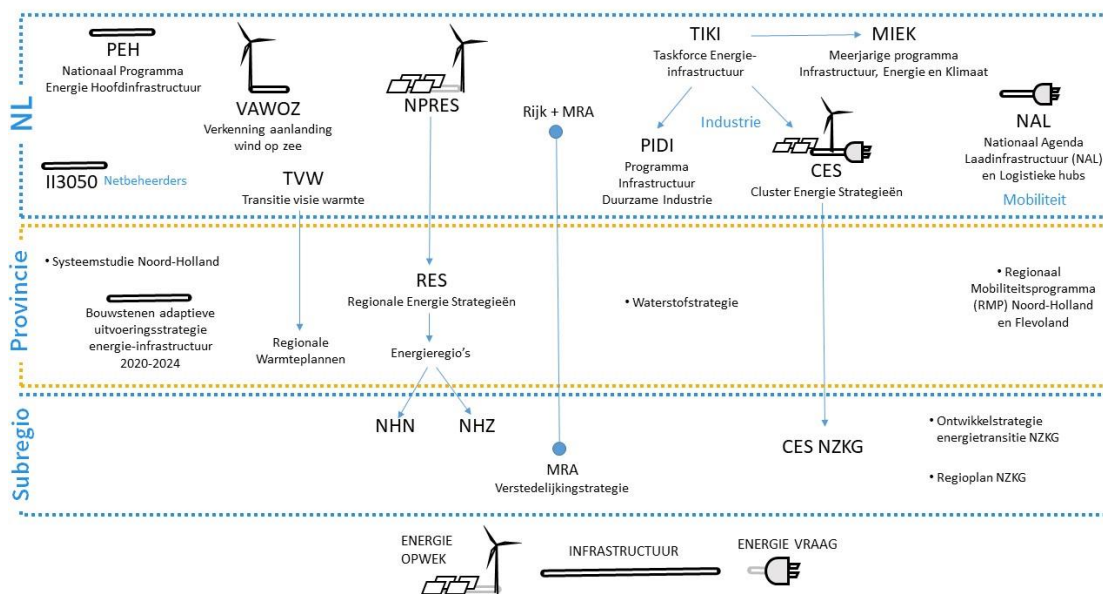 NL
PEH
Nationaal Programma
Energie Hoofdinfrastructuur
VAWOZ
Verkenning aanlanding
wind op zee
NPRES
Rijk + MRA
TIKI
Taskforce Energie-
infrastructuur
MIEK
Meerjarige programma
Infrastructuur, Energie en Klimaat
Industrie
PIDI
Programma
Infrastructuur
Duurzame Industrie
CES
Cluster Energie Strategieën
NAL
Nationaal Agenda
Laadinfrastructuur (NAL)
en Logistieke hubs
Mobiliteit
II3050 Netbeheerders
TVW
Transitie visie warmte
Provincie
• Systeemstudie Noord-Holland
Bouwstenen adaptieve
uitvoeringsstrategie
energie-infrastructuur
2020-2024
Regionale
Warmteplannen
RES
Regionale Energie Strategieën
Energieregio's
• Waterstofstrategie
• Regionaal
Mobiliteitsprogramma
(RMP) Noord-Holland
en Flevoland
Subregio
NHN
NHZ
MRA
Verstedelijkingstrategie
CES NZKG
• Ontwikkelstrategie
energietransitie NZKG
• Regioplan NZKG
ENERGIE
OPWEK
INFRASTRUCTUUR
ENERGIE VRAAG